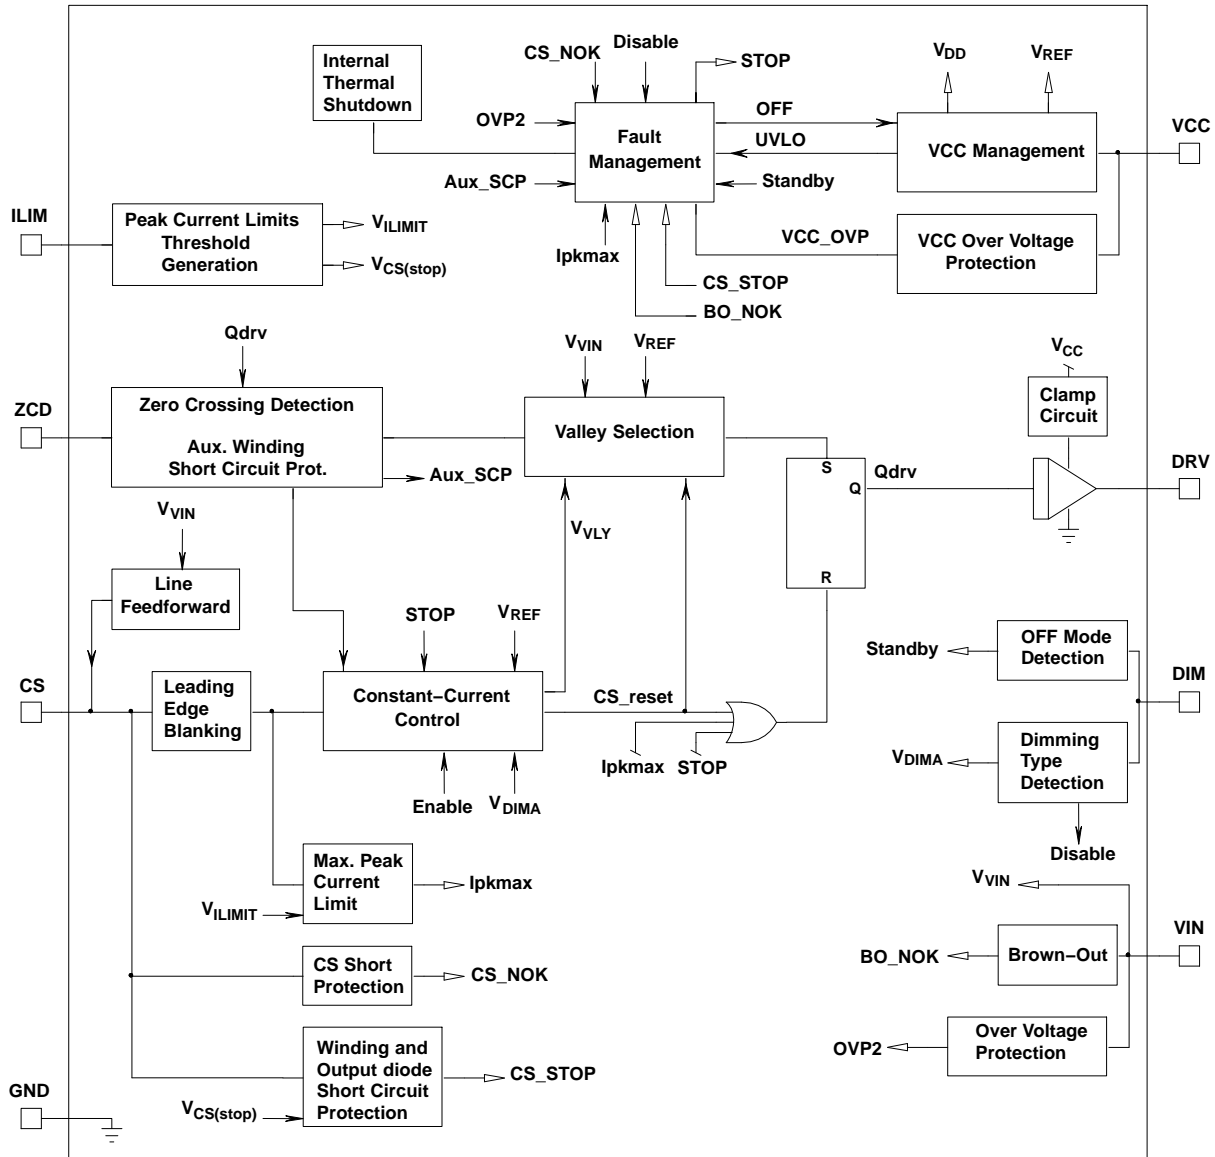 Internal
Thermal
Shutdown
CS_NOK
Disable
STOP
VDD
VREF
OVP2
Fault
Management
OFF
UVLO
VCC Management
VCC
Aux_SCP
Standby
ILIM
Peak Current Limits
Threshold
Generation
VILIMIT
VCS(stop)
Ipkmax
VCC_OVP
VCC Over Voltage
Protection
CS_STOP
BO_NOK
Qdrv
VVIN
VREF
VCC
Clamp
Circuit
ZCD
Zero Crossing Detection
Aux. Winding
Short Circuit Prot.
Valley Selection
Aux_SCP
S
Q
R
Qdrv
DRV
VVIN
VVLY
Line
Feedforward
STOP
VREF
Standby
OFF Mode
Detection
CS
Leading
Edge
Blanking
Constant–Current
Control
CS_reset
DIM
Ipkmax
STOP
VDIMA
Dimming
Type
Detection
Enable
VDIMA
Disable
Max. Peak
Current
Limit
Ipkmax
VILIMIT
VVIN
VIN
CS Short
Protection
CS_NOK
BO_NOK
Brown–Out
Winding and
Output diode
Short Circuit
Protection
CS_STOP
VCS(stop)
OVP2
Over Voltage
Protection
GND